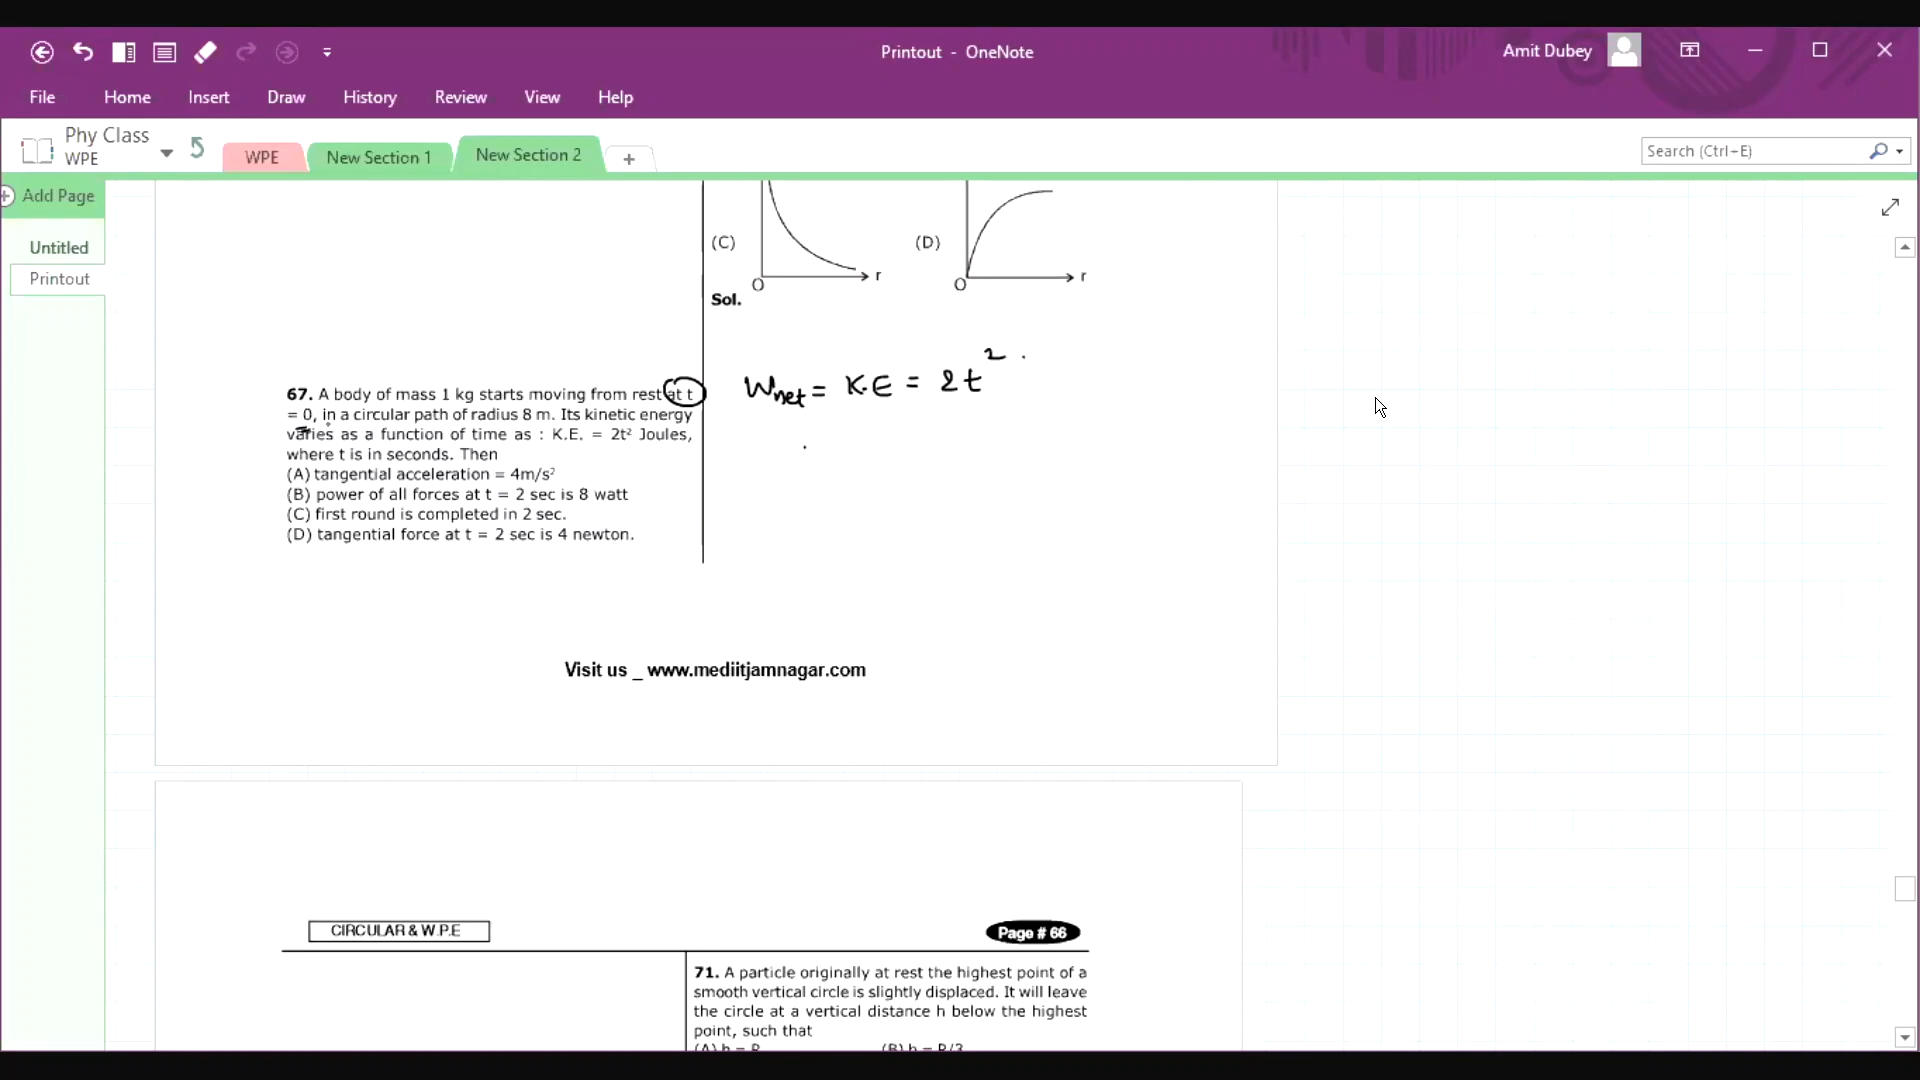 Printout - OneNote
Amit Dubey
File Home Insert Draw History Review View Help
Phy Class
WPE
WPE
New Section 1
New Section 2
+
Search (Ctrl+E)
Add Page
Untitled
Printout
(C)
O
r
(D)
O
r
Sol.
67. A body of mass 1 kg starts moving from rest at t
= 0, in a circular path of radius 8 m. Its kinetic energy
varies as a function of time as : K.E. = 2t² Joules,
where t is in seconds. Then
(A) tangential acceleration = 4m/s²
(B) power of all forces at t = 2 sec is 8 watt
(C) first round is completed in 2 sec.
(D) tangential force at t = 2 sec is 4 newton.
Wnet = K.E = 2t²
Visit us _ www.mediitjamnagar.com
CIRCULAR & W.P.E
Page # 66
71. A particle originally at rest the highest point of a
smooth vertical circle is slightly displaced. It will leave
the circle at a vertical distance h below the highest
point, such that
(A) h = R (B) h = R/3